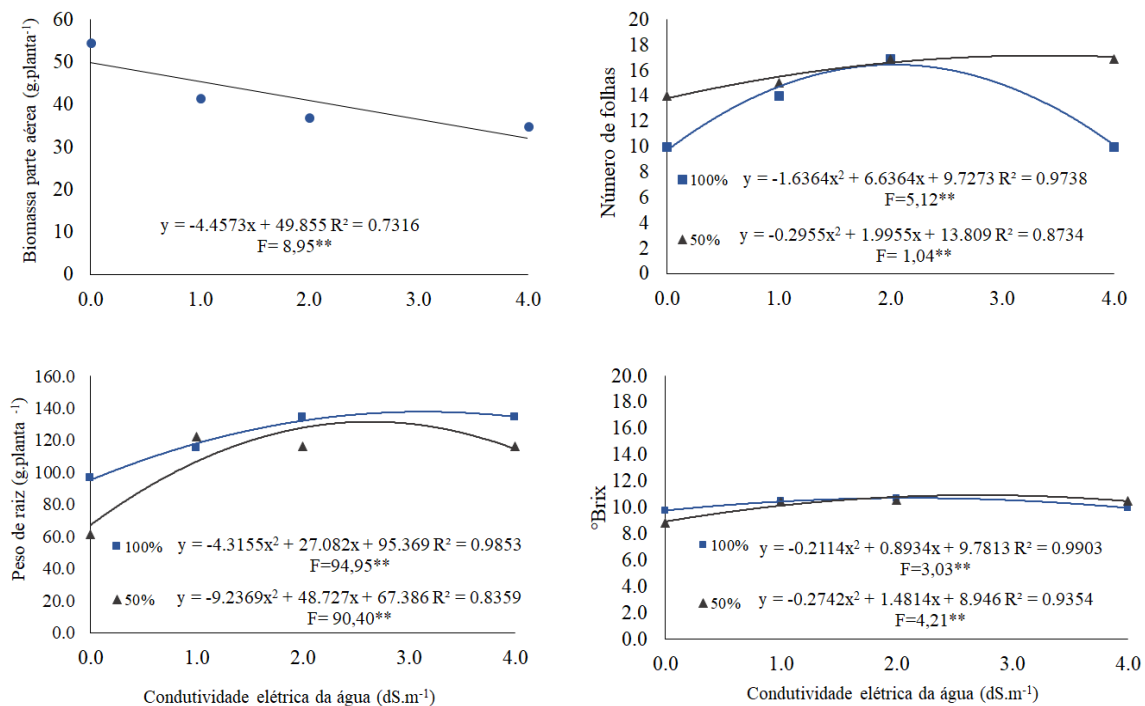 Biomassa parte aérea (g.planta⁻¹)
60
50
40
30
20
10
0
y = -4.4573x + 49.855 R² = 0.7316
F= 8,95**
0.0 1.0 2.0 4.0
Número de folhas
20
18
16
14
12
10
8
6
4
2
0
100% y = -1.6364x² + 6.6364x + 9.7273 R² = 0.9738
F=5,12**
50% y = -0.2955x² + 1.9955x + 13.809 R² = 0.8734
F= 1,04**
0.0 1.0 2.0 3.0 4.0
Peso de raiz (g.planta ⁻¹)
160.0
140.0
120.0
100.0
80.0
60.0
40.0
20.0
0.0
100% y = -4.3155x² + 27.082x + 95.369 R² = 0.9853
F=94,95**
50% y = -9.2369x² + 48.727x + 67.386 R² = 0.8359
F= 90,40**
0.0 1.0 2.0 3.0 4.0
Condutividade elétrica da água (dS.m⁻¹)
°Brix
20.0
18.0
16.0
14.0
12.0
10.0
8.0
6.0
4.0
2.0
0.0
100% y = -0.2114x² + 0.8934x + 9.7813 R² = 0.9903
F=3,03**
50% y = -0.2742x² + 1.4814x + 8.946 R² = 0.9354
F=4,21**
0.0 1.0 2.0 3.0 4.0
Condutividade elétrica da água (dS.m⁻¹)